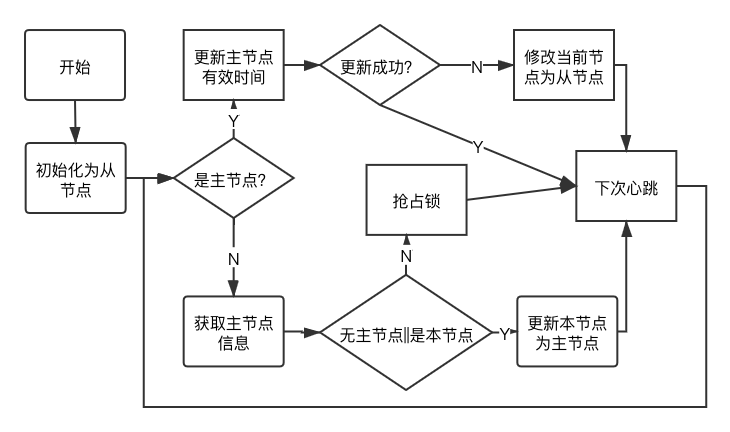 开始
更新主节点
有效时间
更新成功?
N
修改当前节
点为从节点
Y
Y
初始化为从
节点
是主节点?
抢占锁
下次心跳
N
N
获取主节点
信息
无主节点||是本节点
Y
更新本节点
为主节点